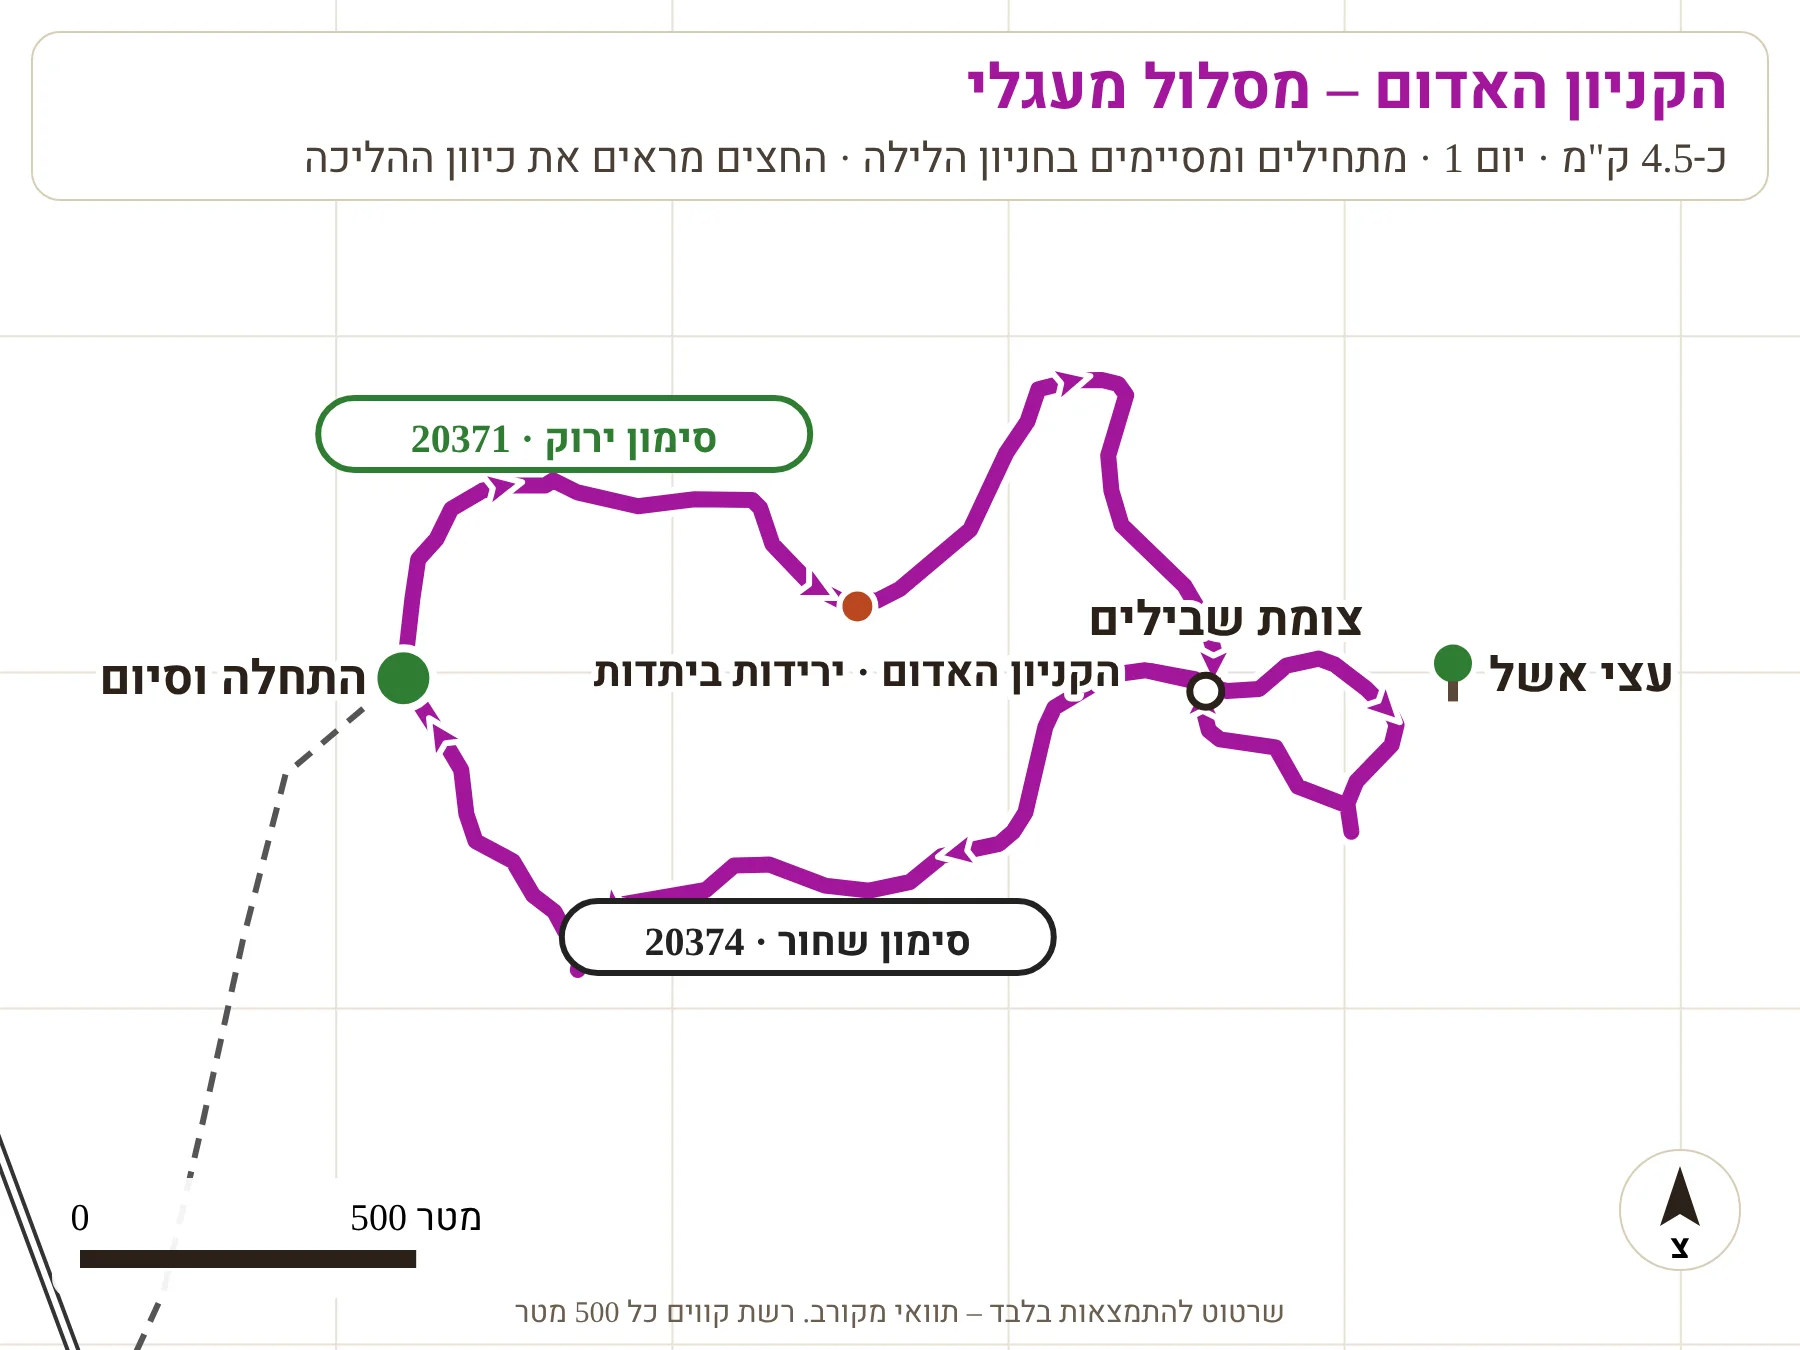 הקניון האדום – מסלול מעגלי
כ-4.5 ק"מ · יום 1 · מתחילים ומסיימים בחניון הלילה · החצים מראים את כיוון ההליכה
סימון ירוק · 20371
צומת שבילים
עצי אשל
הקניון האדום · ירידות ביתדות
התחלה וסיום
סימון שחור · 20374
0
500 מטר
צ
שרטוט להתמצאות בלבד – תוואי מקורב. רשת קווים כל 500 מטר